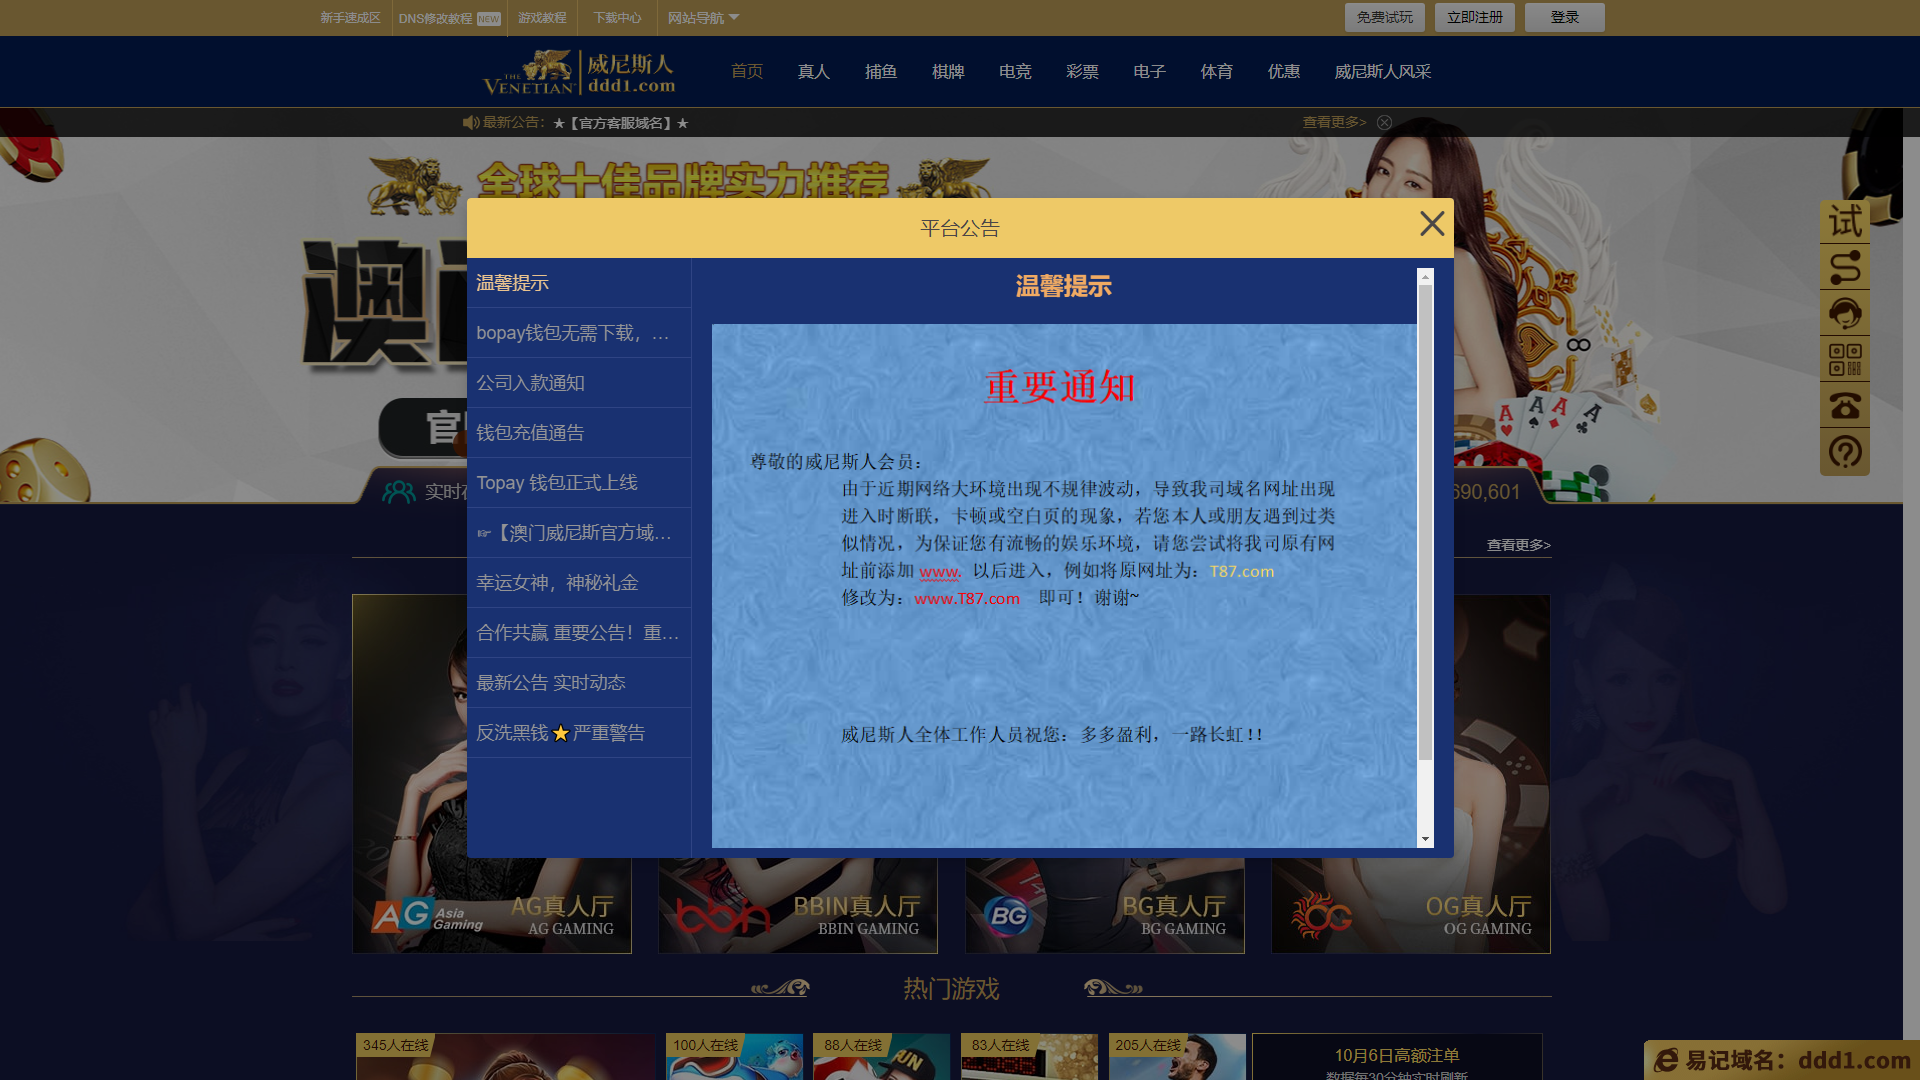 新手速成区 DNS修改教程 NEW 游戏教程 下载中心 网站导航 免费试玩 立即注册 登录
THE VENETIAN 威尼斯人 ddd1.com
首页 真人 捕鱼 棋牌 电竞 彩票 电子 体育 优惠 威尼斯人风采
最新公告： ★【官方客服域名】★ 查看更多>
全球十佳品牌实力推荐
试
澳
官
平台公告
温馨提示
bopay钱包无需下载，…
公司入款通知
钱包充值通告
Topay 钱包正式上线
☞【澳门威尼斯官方域…
幸运女神，神秘礼金
合作共赢 重要公告！重…
最新公告 实时动态
反洗黑钱⭐严重警告
温馨提示
重要通知
尊敬的威尼斯人会员：
由于近期网络大环境出现不规律波动，导致我司域名网址出现
进入时断联，卡顿或空白页的现象，若您本人或朋友遇到过类
似情况，为保证您有流畅的娱乐环境，请您尝试将我司原有网
址前添加 www. 以后进入，例如将原网址为：T87.com
修改为：www.T87.com 即可！谢谢~
威尼斯人全体工作人员祝您：多多盈利，一路长虹!!
实时
690,601
查看更多>
AG Asia Gaming AG真人厅
AG GAMING
bbin BBIN真人厅
BBIN GAMING
BG BG真人厅
BG GAMING
OG OG真人厅
OG GAMING
热门游戏
345人在线 100人在线 88人在线 83人在线 205人在线
10月6日高额注单
数据每30分钟实时刷新
易记域名：ddd1.com